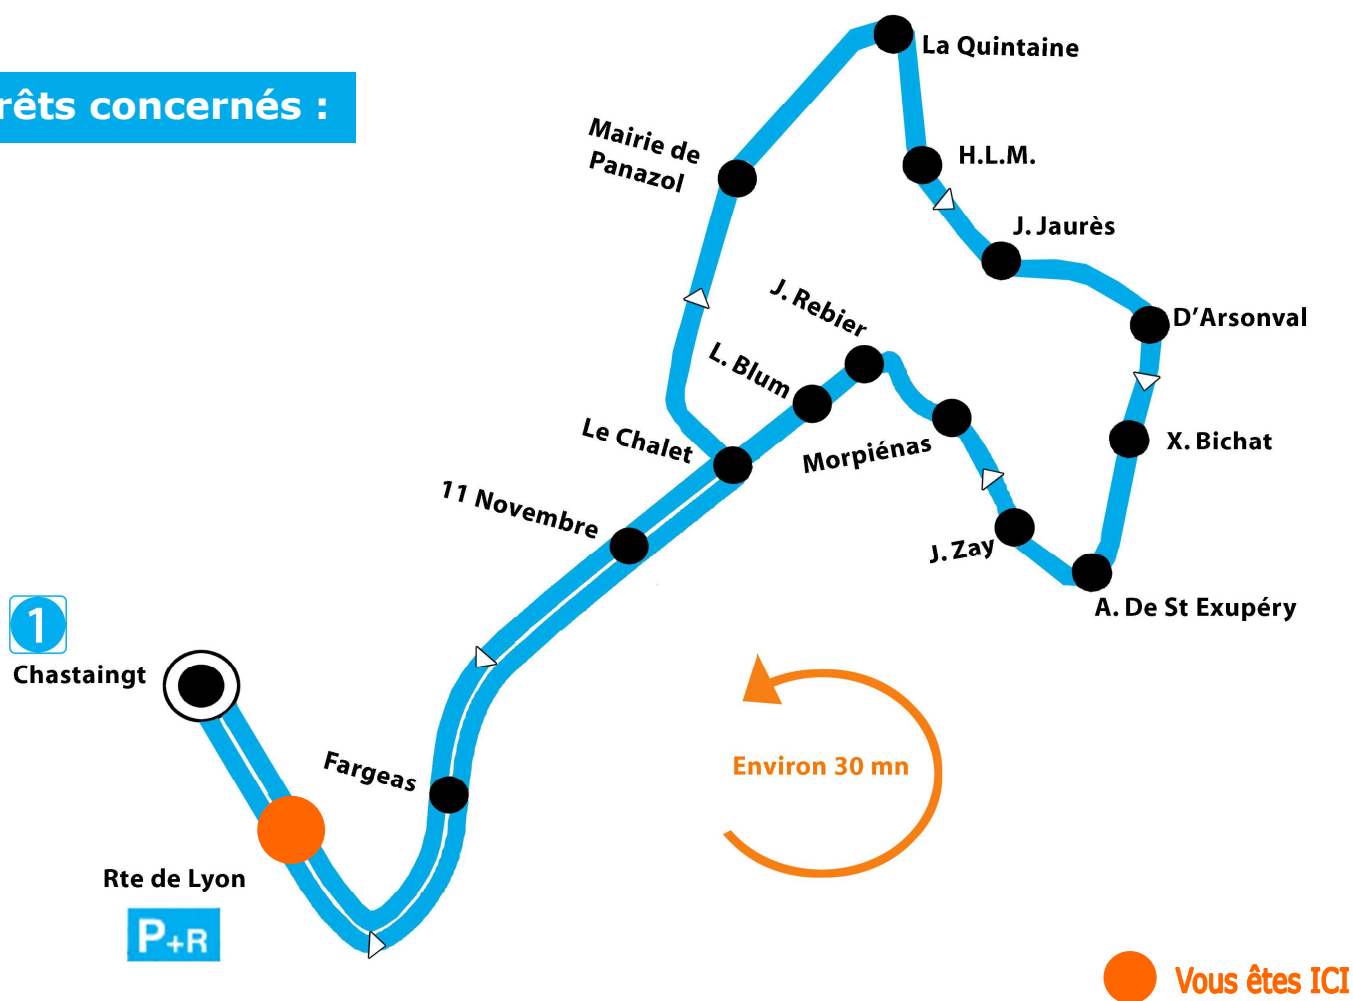 La Quintaine
rêts concernés :
Mairie de
Panazol
H.L.M.
J. Jaurès
J. Rebier
D'Arsonval
L. Blum
Le Chalet
Morpiénas
X. Bichat
11 Novembre
J. Zay
A. De St Exupéry
1
Chastaingt
Fargeas
Environ 30 mn
Rte de Lyon
P+R
Vous êtes ICI